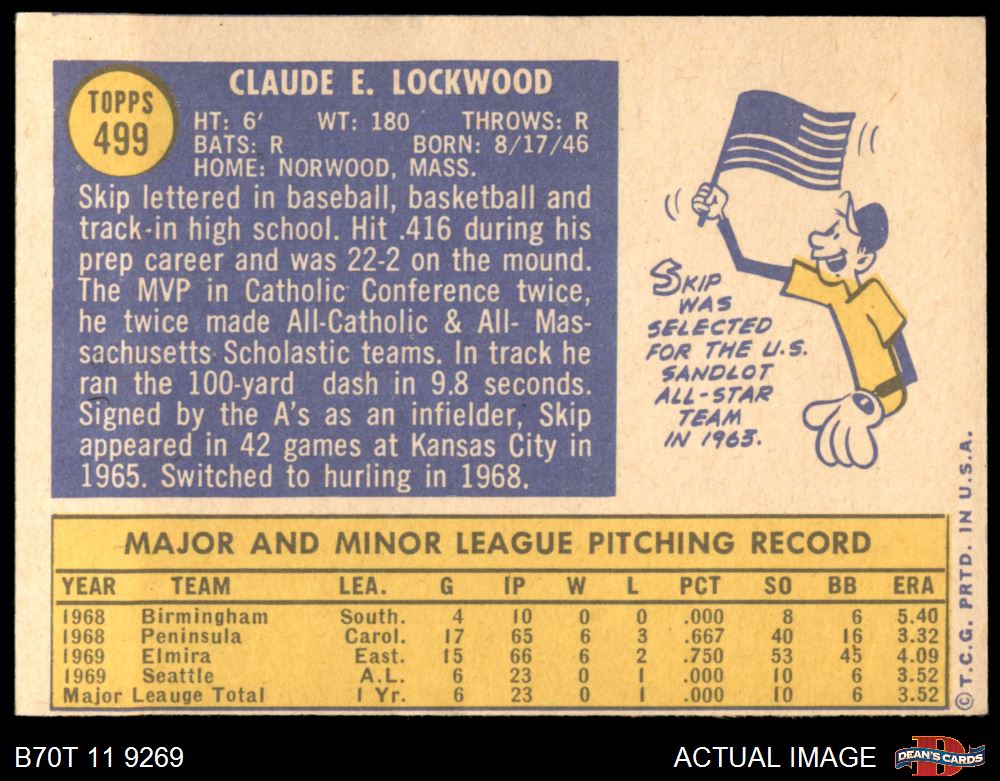 TOPPS
499
CLAUDE E. LOCKWOOD
HT: 6' WT: 180 THROWS: R
BATS: R BORN: 8/17/46
HOME: NORWOOD, MASS.
Skip lettered in baseball, basketball and
track-in high school. Hit .416 during his
prep career and was 22-2 on the mound.
The MVP in Catholic Conference twice,
he twice made All-Catholic & All- Mas-
sachusetts Scholastic teams. In track he
ran the 100-yard dash in 9.8 seconds.
Signed by the A's as an infielder, Skip
appeared in 42 games at Kansas City in
1965. Switched to hurling in 1968.
SKIP
WAS
SELECTED
FOR THE U.S.
SANDLOT
ALL-STAR
TEAM
IN 1963.
MAJOR AND MINOR LEAGUE PITCHING RECORD
YEAR TEAM LEA. G IP W L PCT SO BB ERA
1968 Birmingham South. 4 10 0 0 .000 8 6 5.40
1968 Peninsula Carol. 17 65 6 3 .667 40 16 3.32
1969 Elmira East. 15 66 6 2 .750 53 45 4.09
1969 Seattle A.L. 6 23 0 1 .000 10 6 3.52
Major Leauge Total 1 Yr. 6 23 0 1 .000 10 6 3.52
© T.C.G. PRTD. IN U.S.A.
B70T 11 9269
ACTUAL IMAGE
D
DEAN'S CARDS